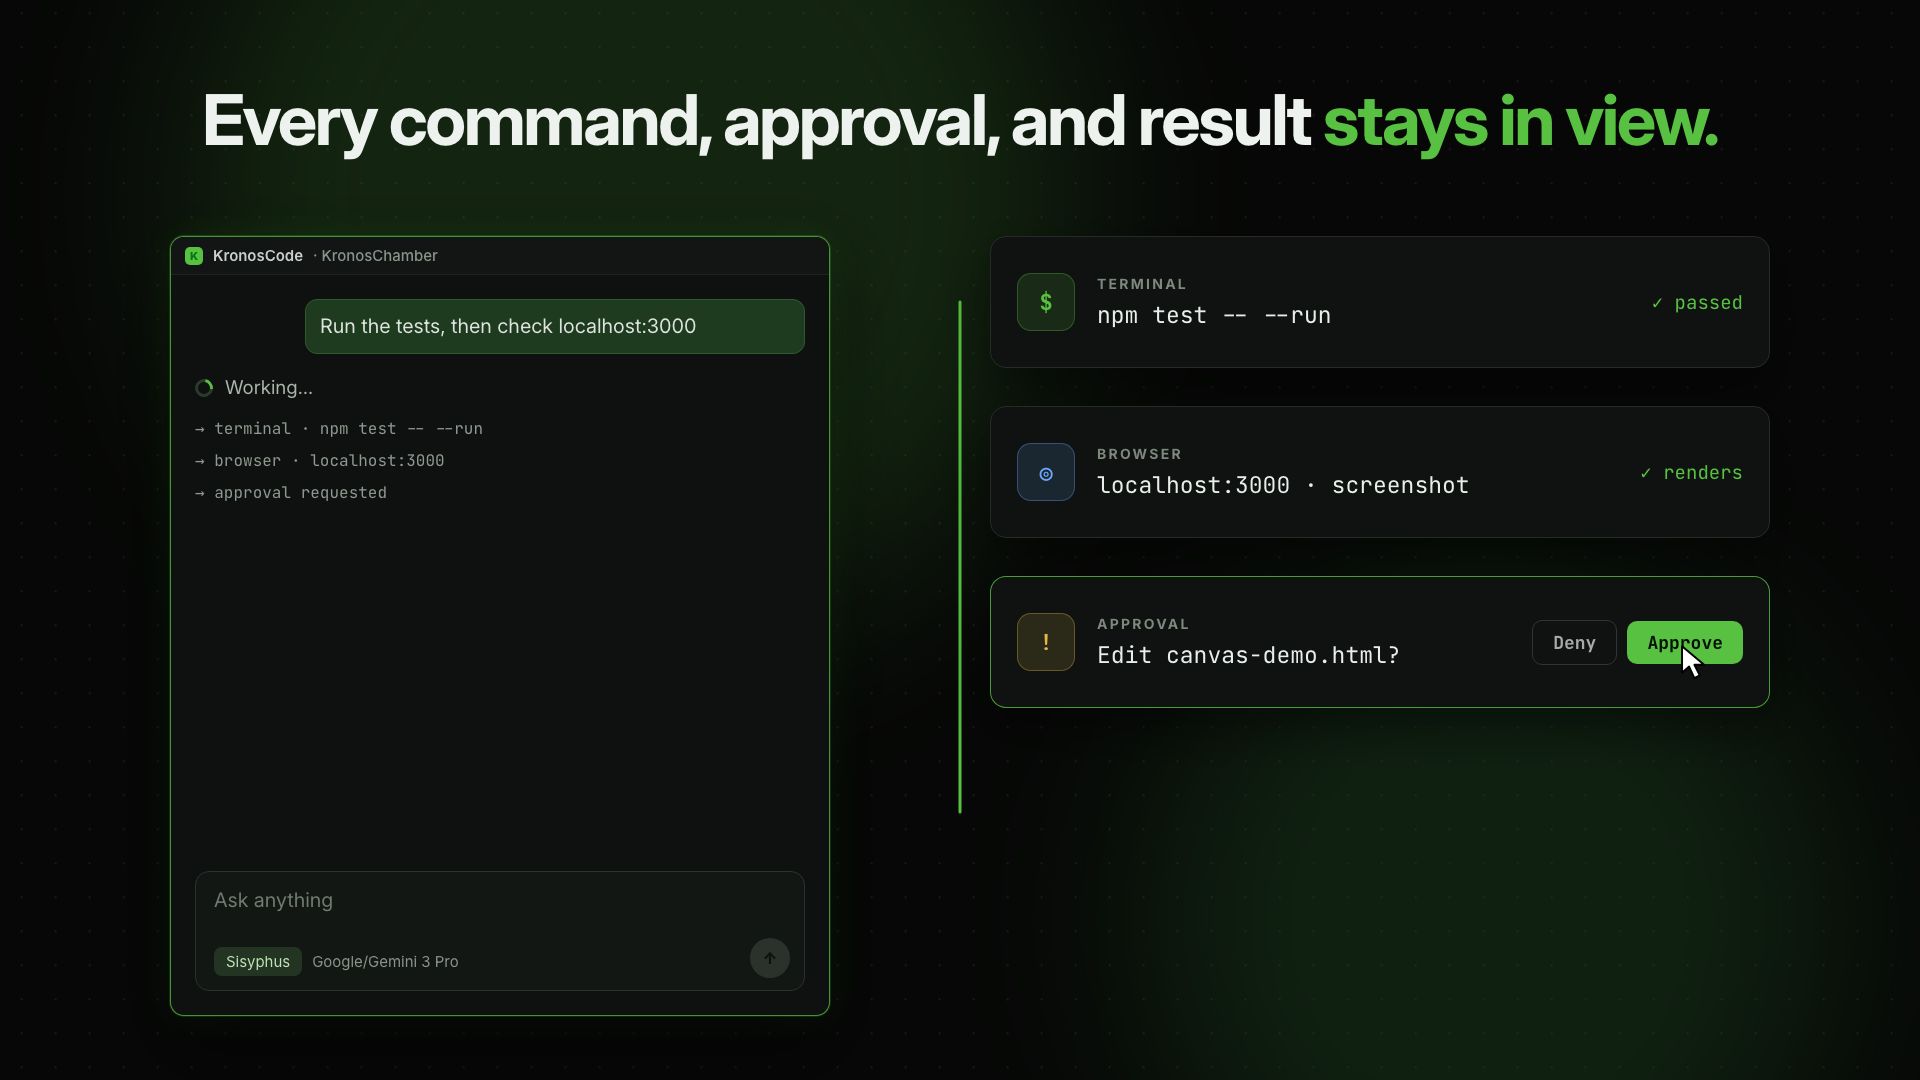 Every command, approval, and result stays in view.
K KronosCode · KronosChamber
Run the tests, then check localhost:3000
Working...
→ terminal · npm test -- --run
→ browser · localhost:3000
→ approval requested
Ask anything
Sisyphus Google/Gemini 3 Pro
$ TERMINAL
npm test -- --run
✓ passed
BROWSER
localhost:3000 · screenshot
✓ renders
! APPROVAL
Edit canvas-demo.html?
Deny Approve